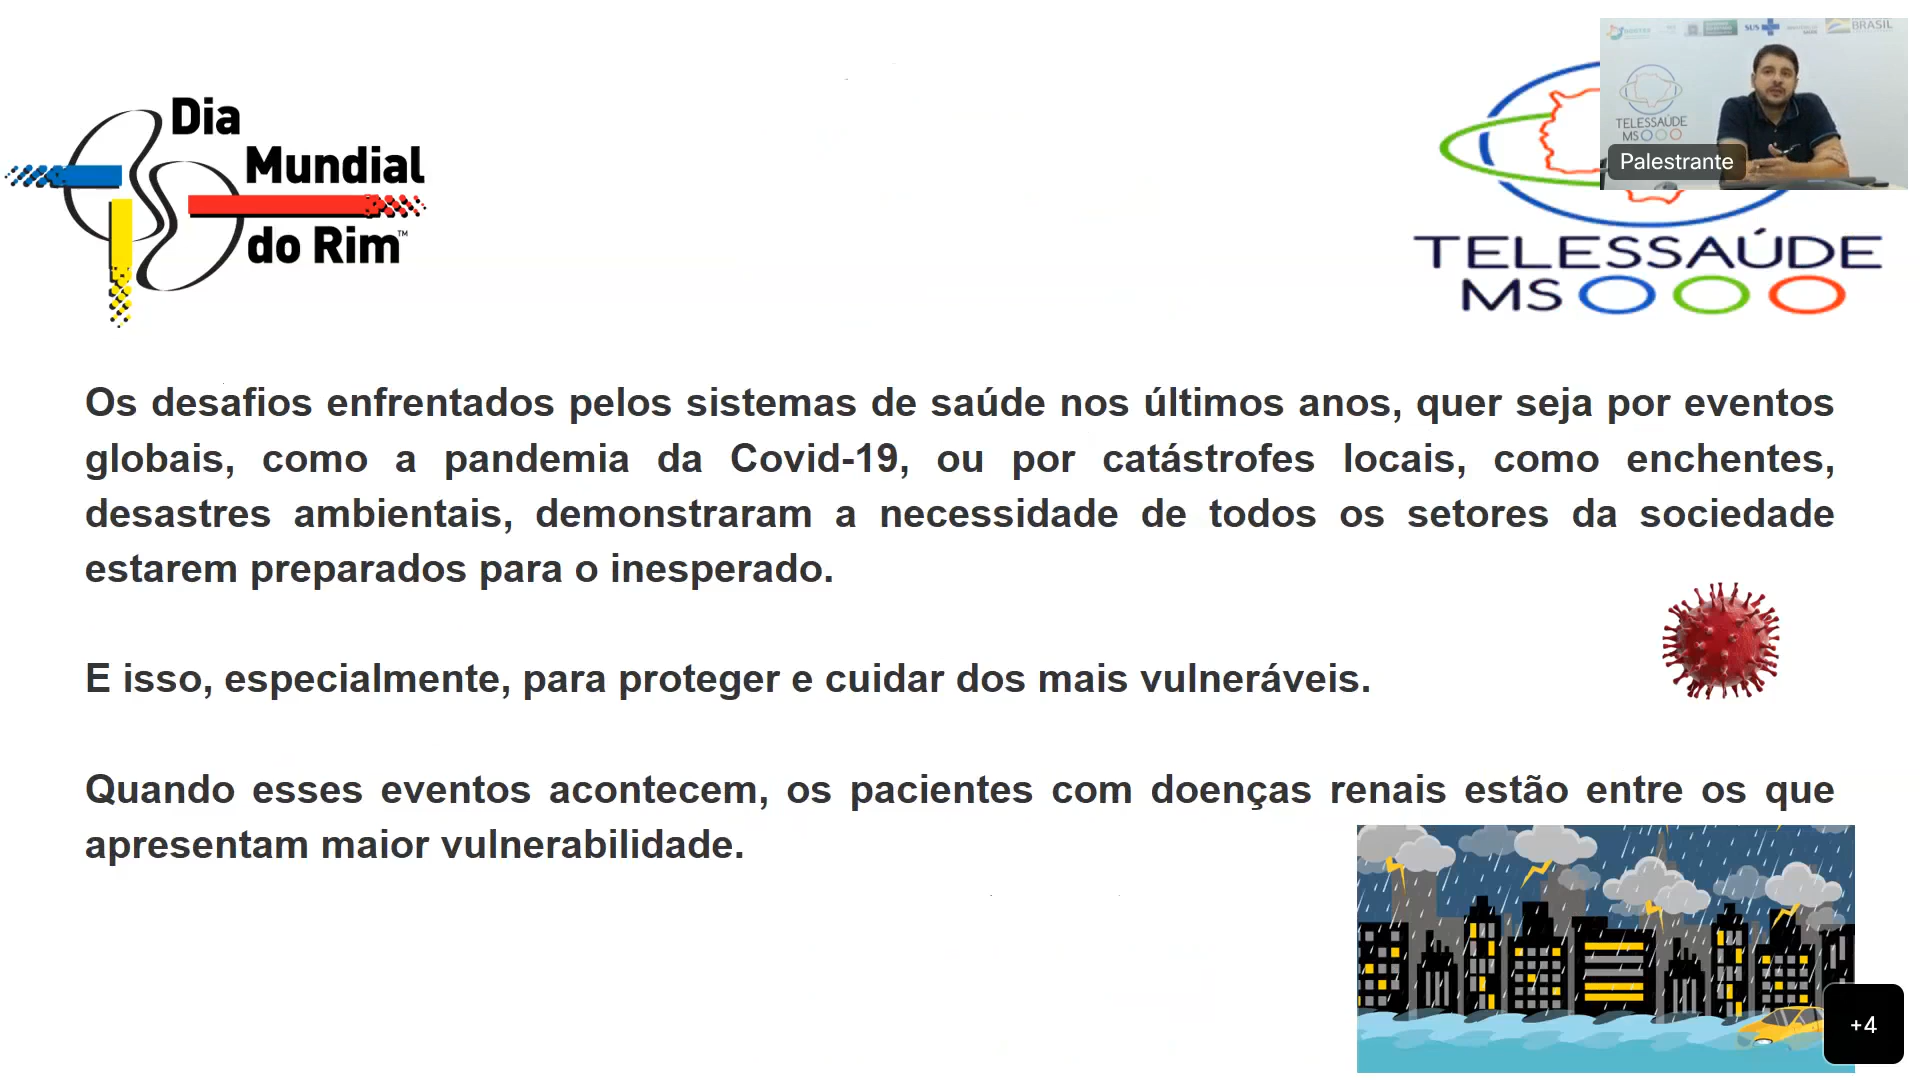 Dia
Mundial
do Rim™
SUS
BRASIL
TELESSAÚDE
MS
Palestrante
TELESSAÚDE
MS
Os desafios enfrentados pelos sistemas de saúde nos últimos anos, quer seja por eventos
globais, como a pandemia da Covid-19, ou por catástrofes locais, como enchentes,
desastres ambientais, demonstraram a necessidade de todos os setores da sociedade
estarem preparados para o inesperado.
E isso, especialmente, para proteger e cuidar dos mais vulneráveis.
Quando esses eventos acontecem, os pacientes com doenças renais estão entre os que
apresentam maior vulnerabilidade.
+4